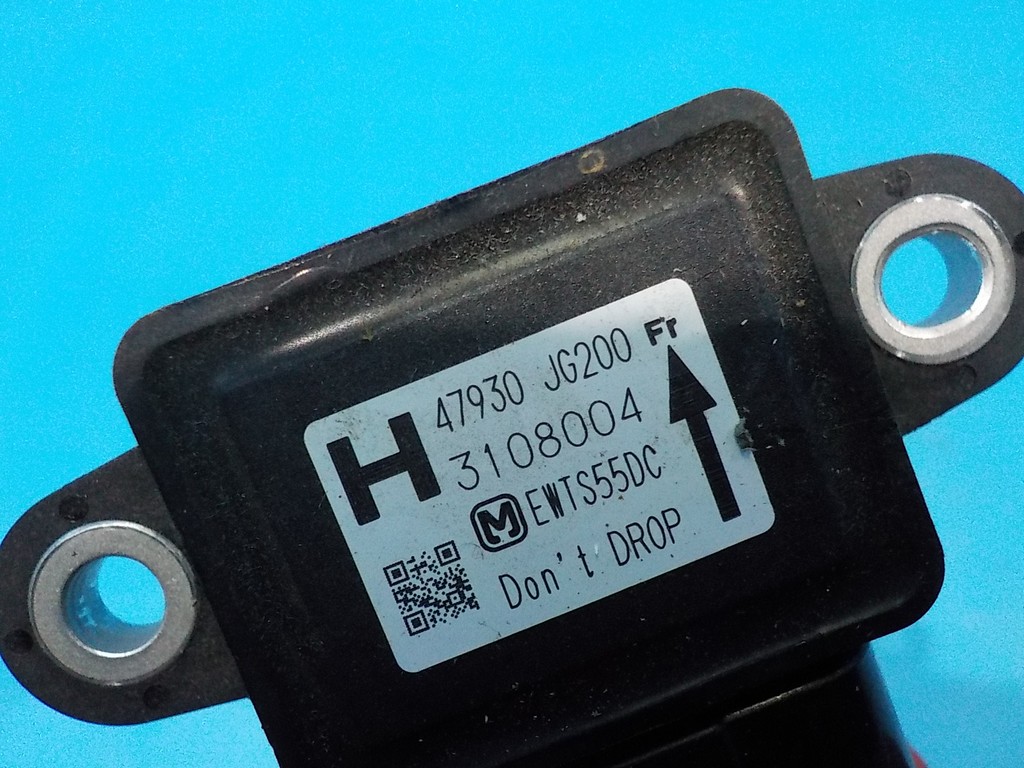 H 47930 JG200 Fr
3108004
M EWTS55DC
Don't DROP